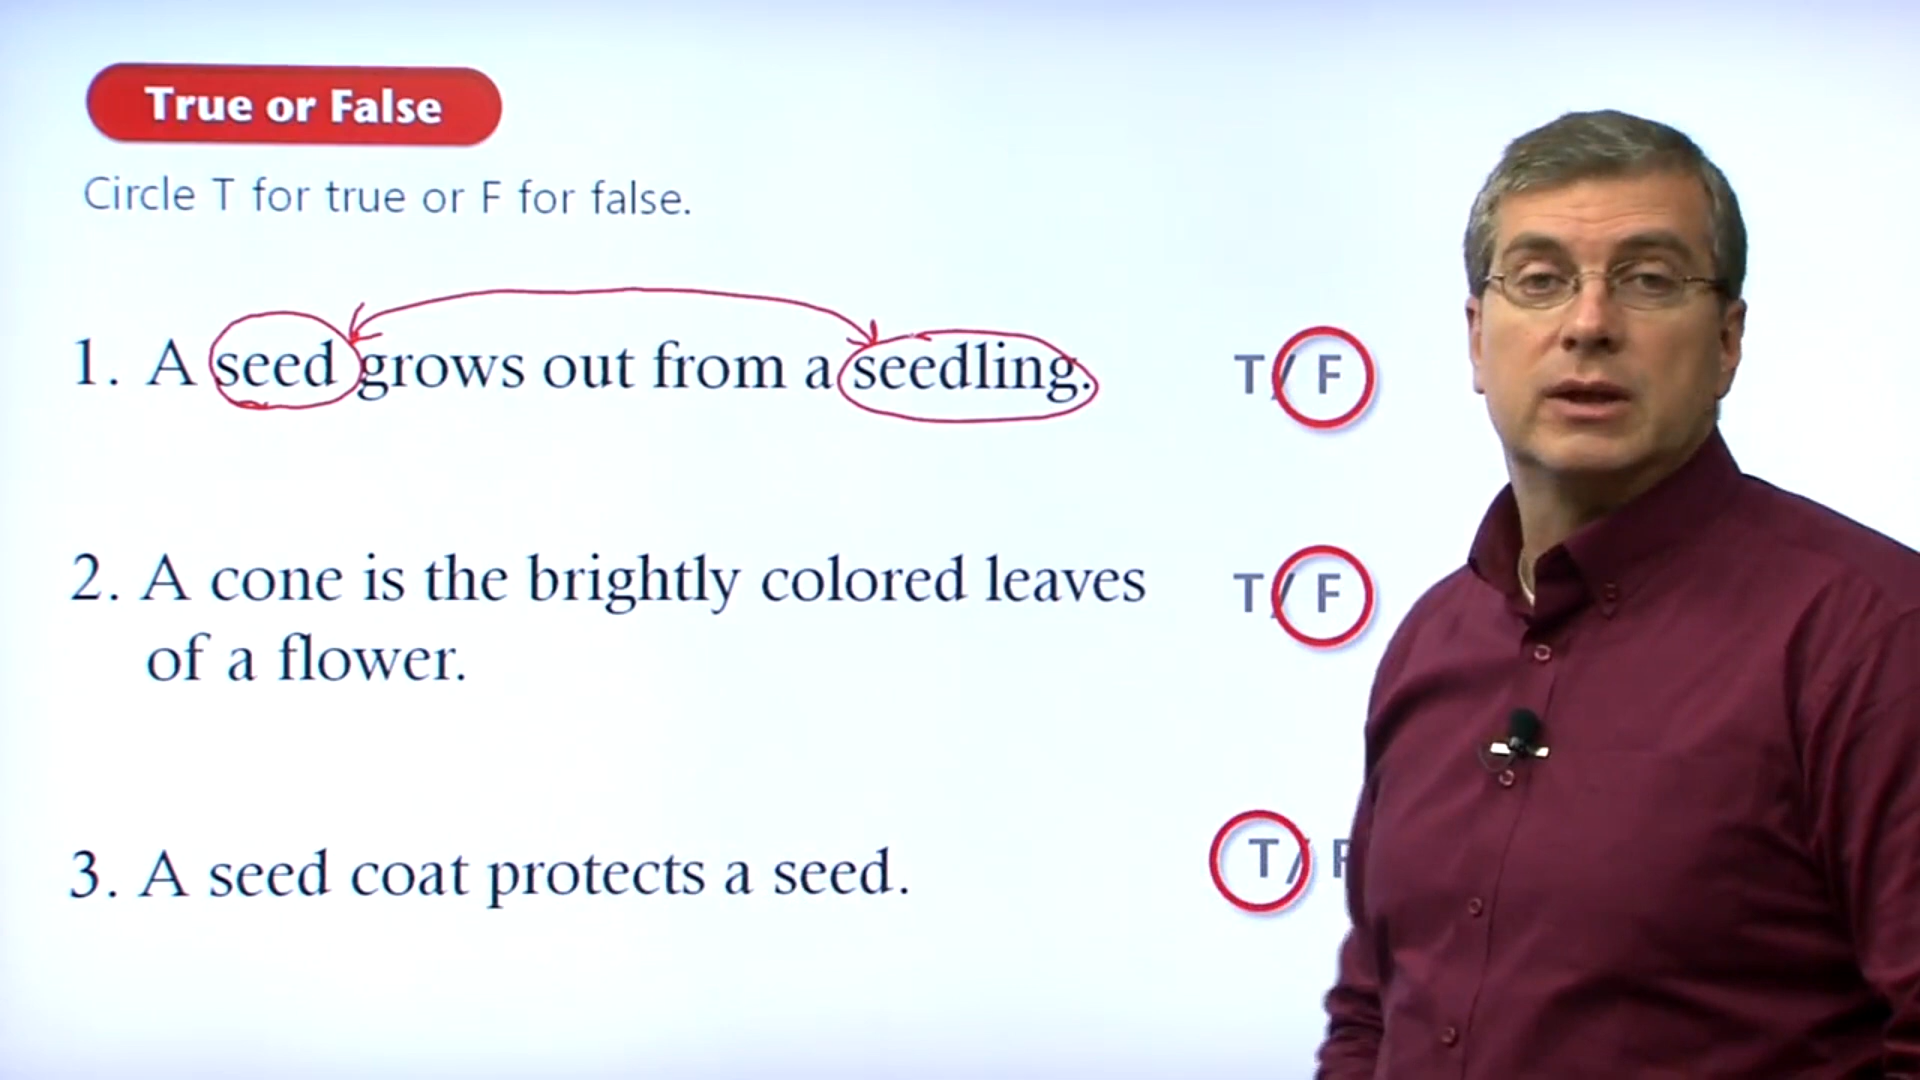 True or False
Circle T for true or F for false.
1. A seed grows out from a seedling. T / F
2. A cone is the brightly colored leaves T / F
of a flower.
3. A seed coat protects a seed. T / F